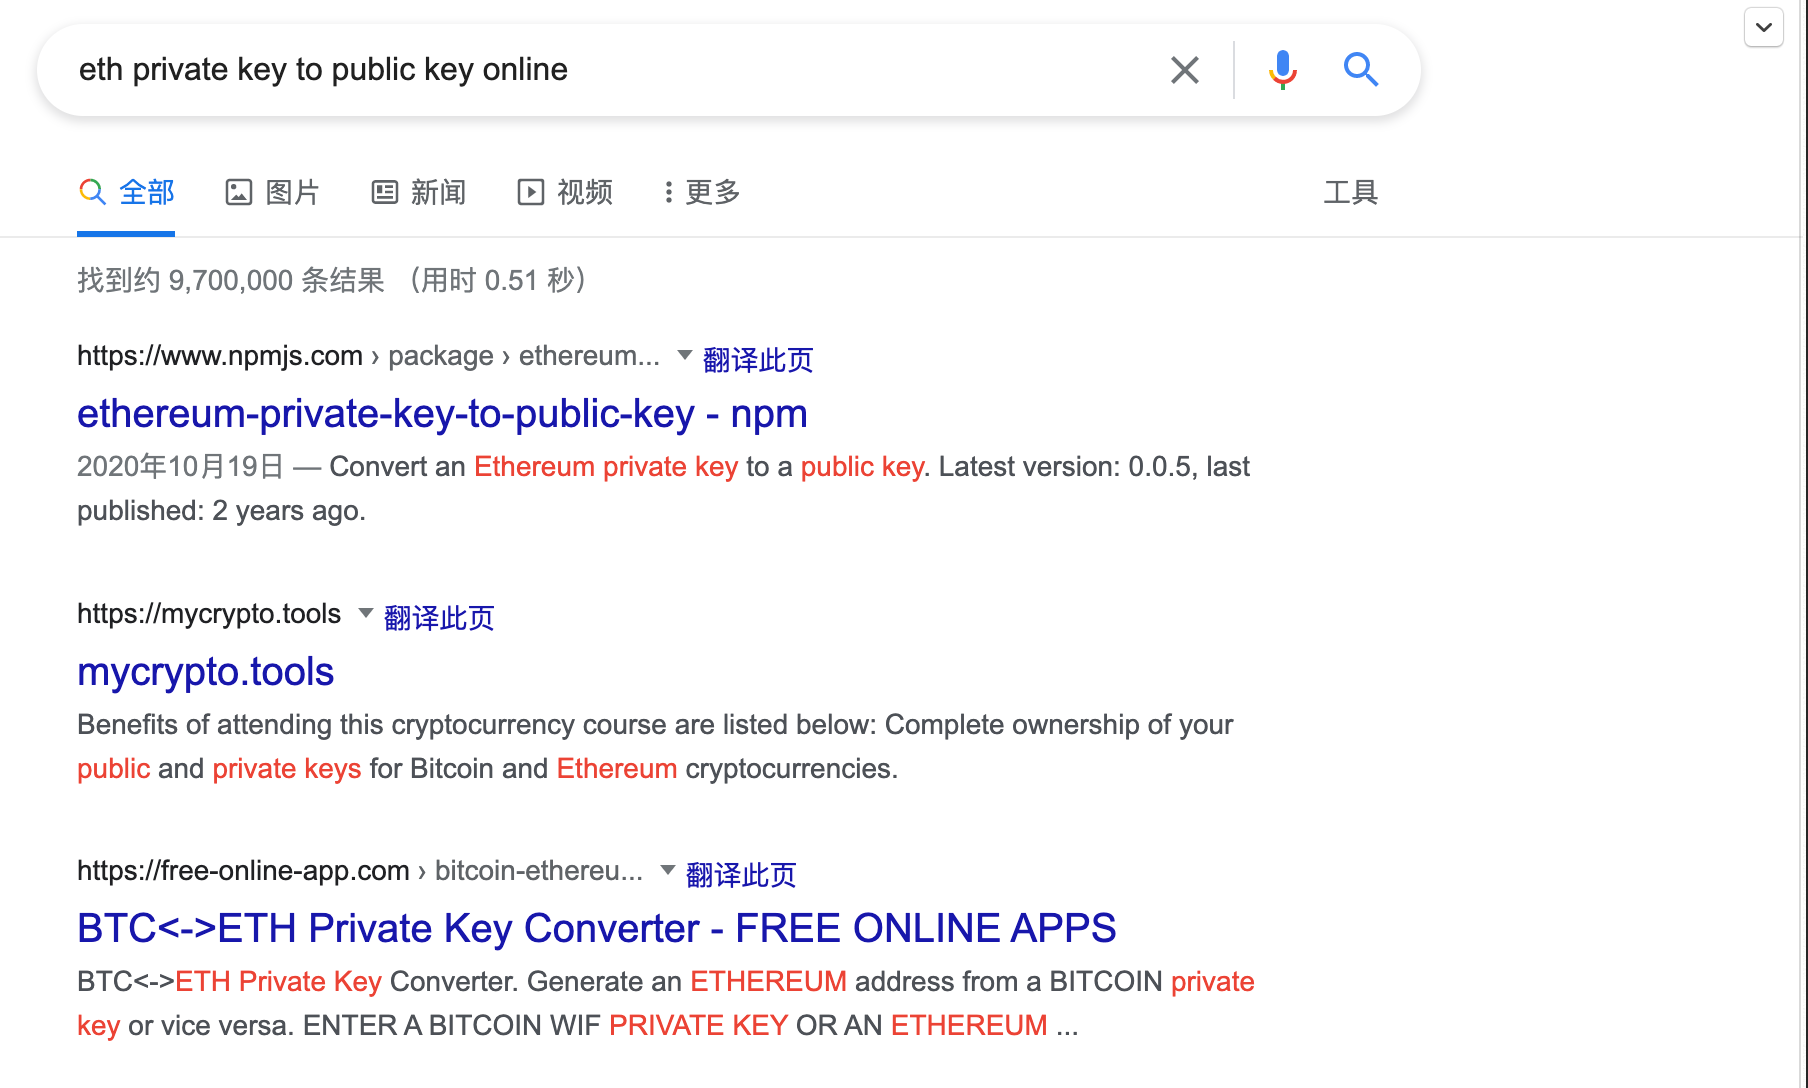 eth private key to public key online
全部 图片 新闻 视频 更多 工具
找到约 9,700,000 条结果 （用时 0.51 秒）
https://www.npmjs.com › package › ethereum... 翻译此页
ethereum-private-key-to-public-key - npm
2020年10月19日 — Convert an Ethereum private key to a public key. Latest version: 0.0.5, last
published: 2 years ago.
https://mycrypto.tools 翻译此页
mycrypto.tools
Benefits of attending this cryptocurrency course are listed below: Complete ownership of your
public and private keys for Bitcoin and Ethereum cryptocurrencies.
https://free-online-app.com › bitcoin-ethereu... 翻译此页
BTC<->ETH Private Key Converter - FREE ONLINE APPS
BTC<->ETH Private Key Converter. Generate an ETHEREUM address from a BITCOIN private
key or vice versa. ENTER A BITCOIN WIF PRIVATE KEY OR AN ETHEREUM ...